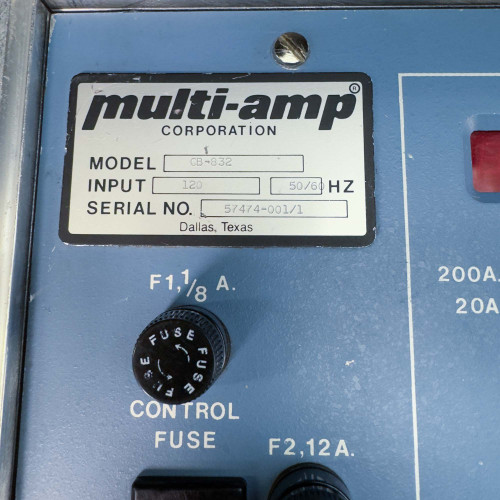 multi-amp®
CORPORATION
MODEL CB-832
INPUT 120 50/60 HZ
SERIAL NO. 57474-001/1
Dallas, Texas
F1, 1/8 A.
200A.
20A
FUSE FUSE FUSE
CONTROL
FUSE
F2, 12A.